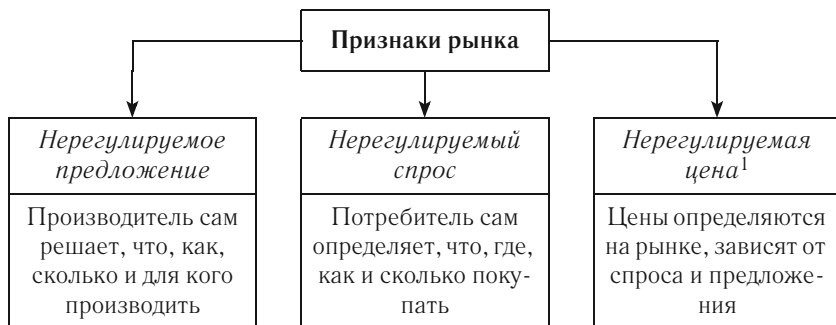 Признаки рынка
Нерегулируемое
предложение
Производитель сам
решает, что, как,
сколько и для кого
производить
Нерегулируемый
спрос
Потребитель сам
определяет, что, где,
как и сколько поку-
пать
Нерегулируемая
цена¹
Цены определяются
на рынке, зависят от
спроса и предложе-
ния